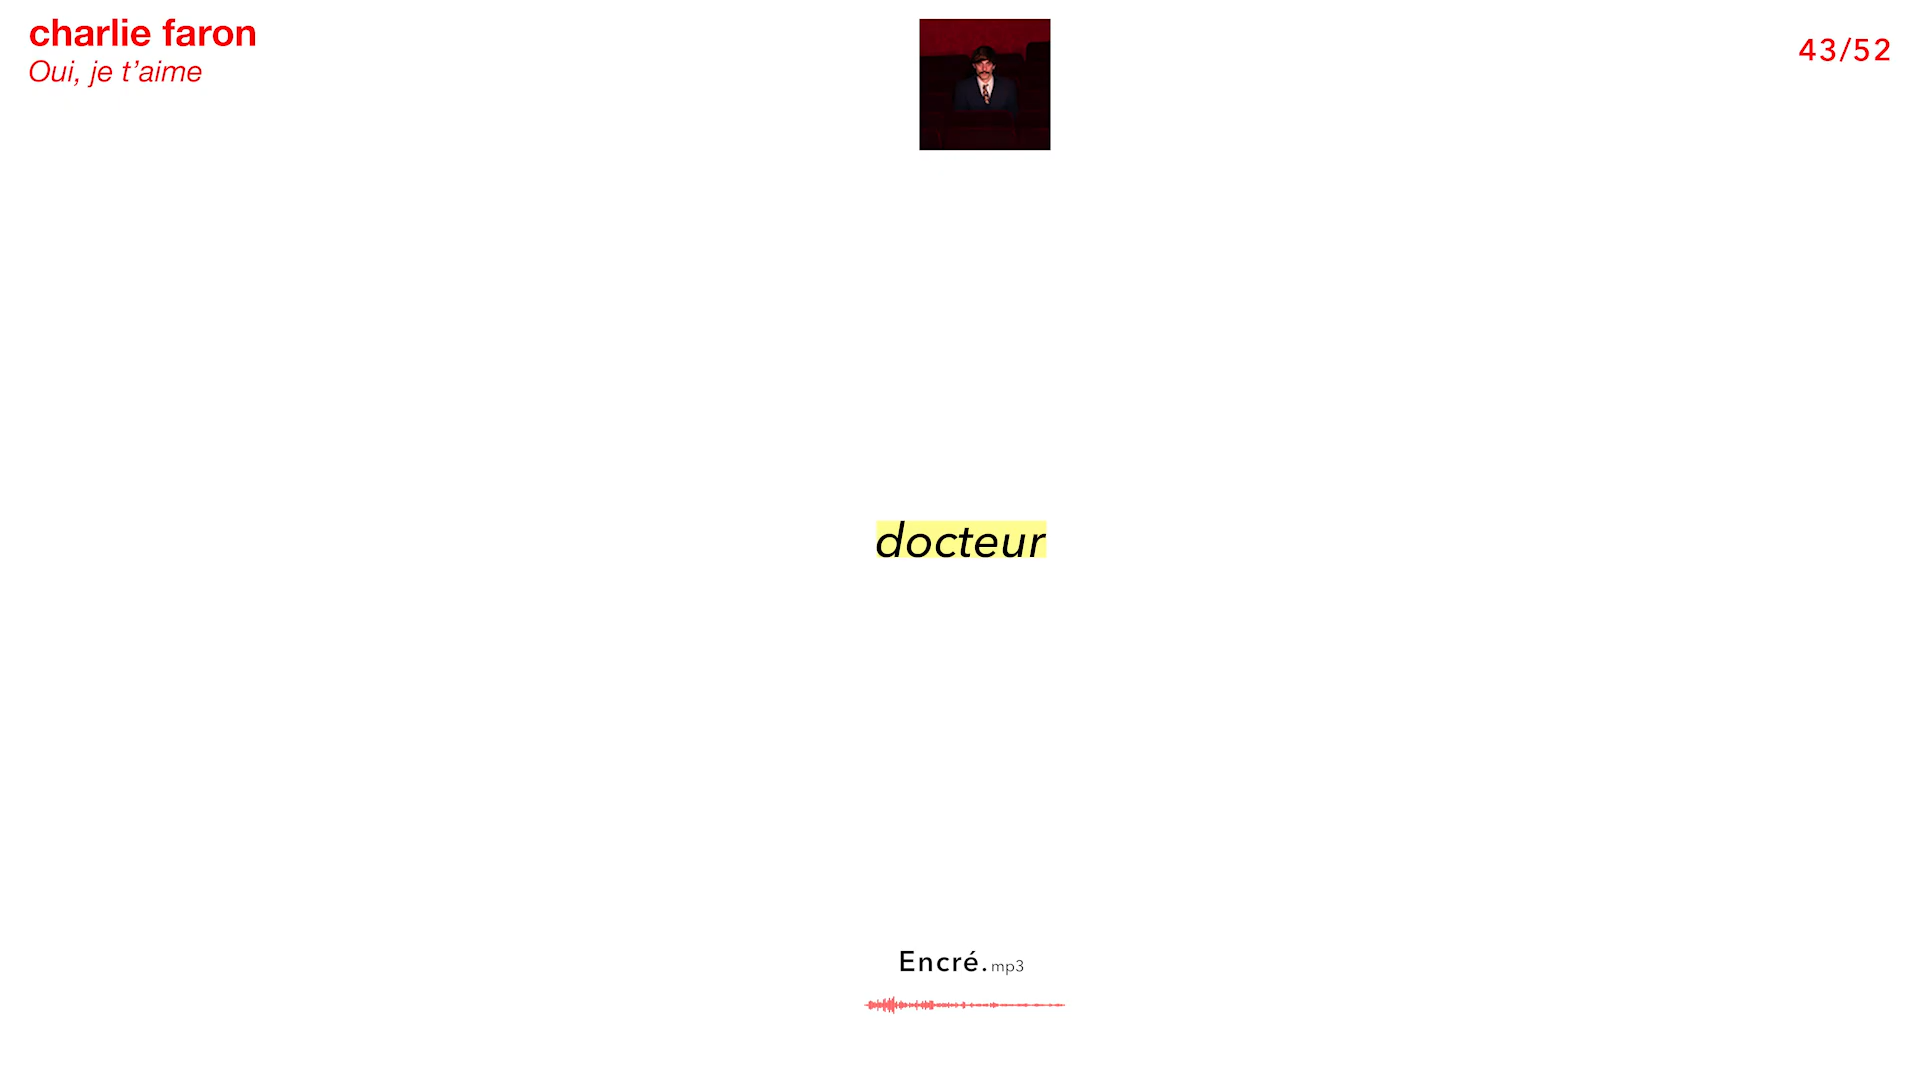 charlie faron
Oui, je t’aime
43/52
docteur
Encré.mp3